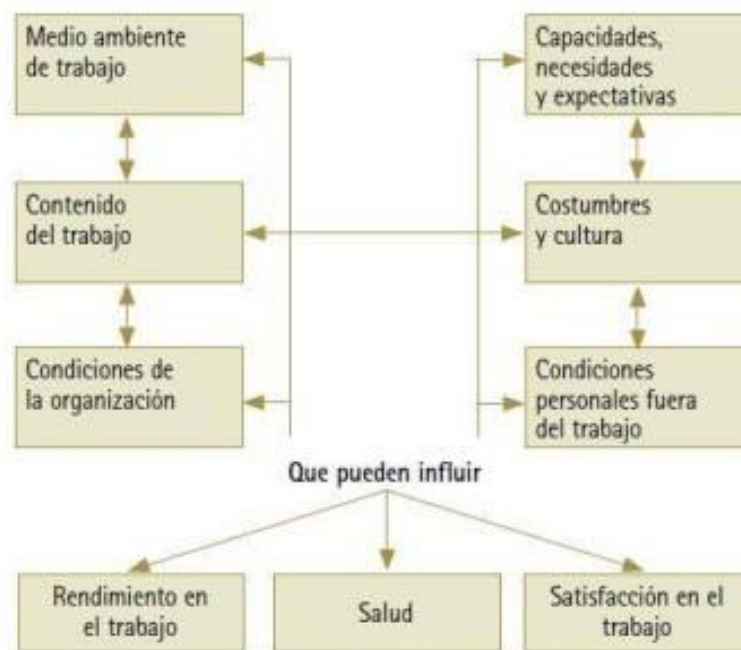 Medio ambiente
de trabajo
Capacidades,
necesidades
y expectativas
Contenido
del trabajo
Costumbres
y cultura
Condiciones de
la organización
Condiciones
personales fuera
del trabajo
Que pueden influir
Rendimiento en
el trabajo
Salud
Satisfacción en el
trabajo